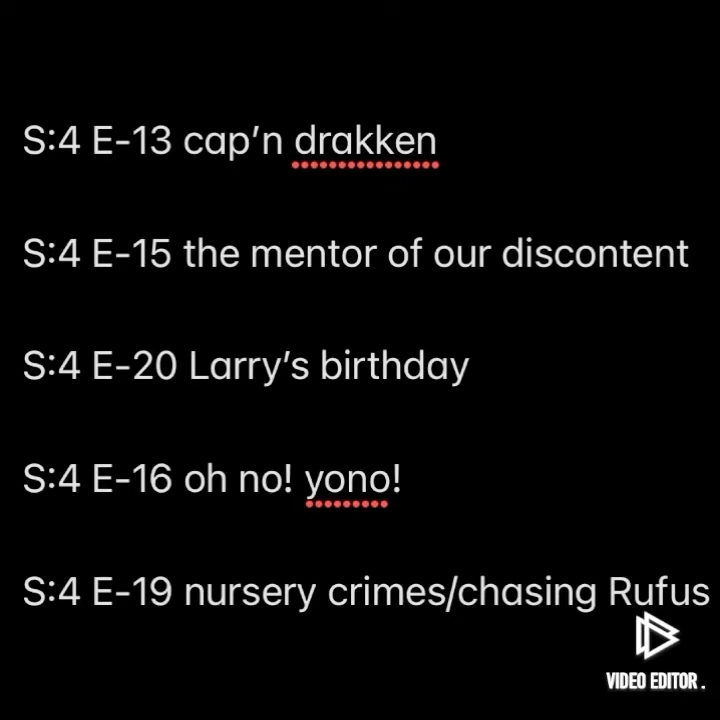 S:4 E-13 cap’n drakken
S:4 E-15 the mentor of our discontent
S:4 E-20 Larry’s birthday
S:4 E-16 oh no! yono!
S:4 E-19 nursery crimes/chasing Rufus
VIDEO EDITOR .